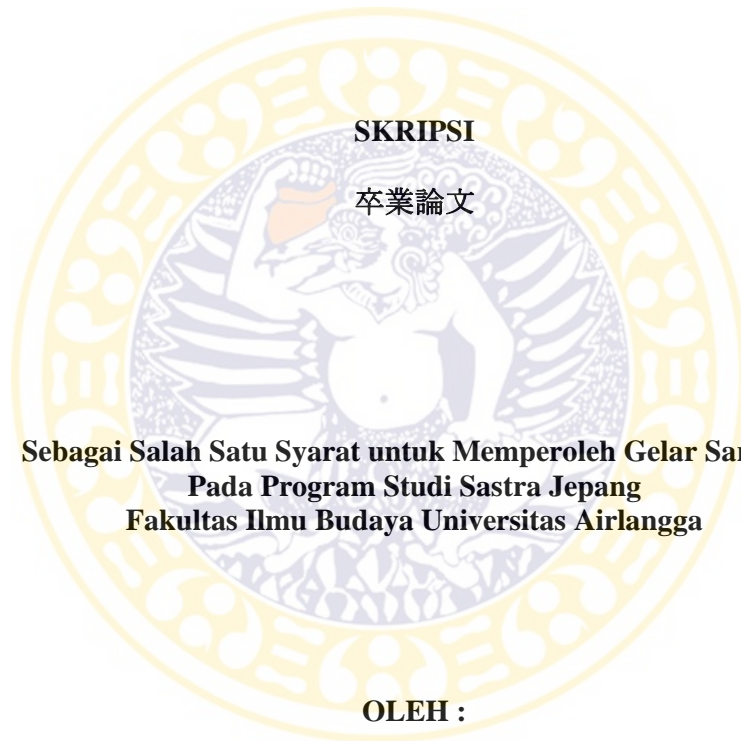 SKRIPSI
卒業論文
Sebagai Salah Satu Syarat untuk Memperoleh Gelar
Pada Program Studi Sastra Jepang
Fakultas Ilmu Budaya Universitas Airlangga
OLEH :